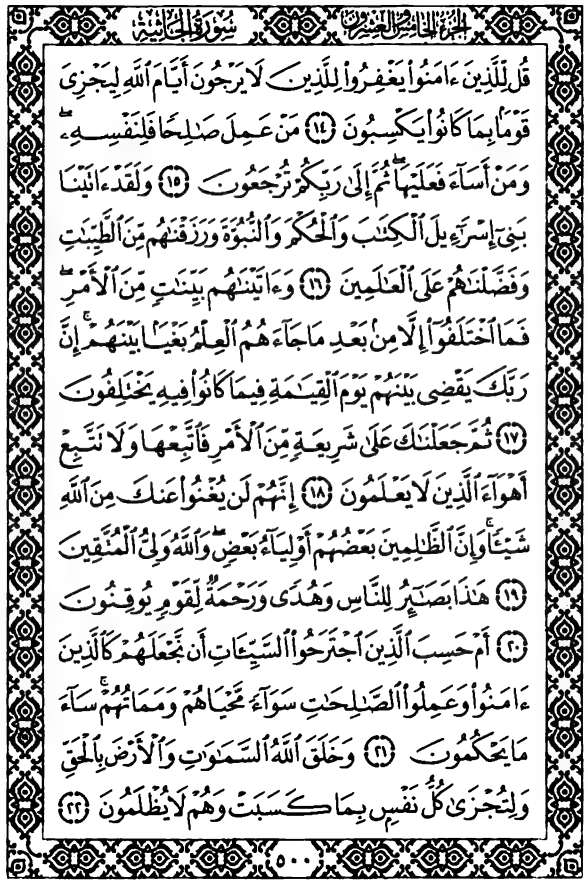 سُورَةُ الجَاثِيَةِ الجُزْءُ الخَامِسُ وَالعِشْرُونَ
قُل لِّلَّذِينَ ءَامَنُوا۟ يَغْفِرُوا۟ لِلَّذِينَ لَا يَرْجُونَ أَيَّامَ ٱللَّهِ لِيَجْزِىَ
قَوْمًۢا بِمَا كَانُوا۟ يَكْسِبُونَ ١٤ مَنْ عَمِلَ صَـٰلِحًا فَلِنَفْسِهِۦ ۖ
وَمَنْ أَسَآءَ فَعَلَيْهَا ۖ ثُمَّ إِلَىٰ رَبِّكُمْ تُرْجَعُونَ ١٥ وَلَقَدْ ءَاتَيْنَا
بَنِىٓ إِسْرَٰٓءِيلَ ٱلْكِتَـٰبَ وَٱلْحُكْمَ وَٱلنُّبُوَّةَ وَرَزَقْنَـٰهُم مِّنَ ٱلطَّيِّبَـٰتِ
وَفَضَّلْنَـٰهُمْ عَلَى ٱلْعَـٰلَمِينَ ١٦ وَءَاتَيْنَـٰهُم بَيِّنَـٰتٍ مِّنَ ٱلْأَمْرِ ۖ
فَمَا ٱخْتَلَفُوٓا۟ إِلَّا مِنۢ بَعْدِ مَا جَآءَهُمُ ٱلْعِلْمُ بَغْيًۢا بَيْنَهُمْ ۚ إِنَّ
رَبَّكَ يَقْضِى بَيْنَهُمْ يَوْمَ ٱلْقِيَـٰمَةِ فِيمَا كَانُوا۟ فِيهِ يَخْتَلِفُونَ
١٧ ثُمَّ جَعَلْنَـٰكَ عَلَىٰ شَرِيعَةٍ مِّنَ ٱلْأَمْرِ فَٱتَّبِعْهَا وَلَا تَتَّبِعْ
أَهْوَآءَ ٱلَّذِينَ لَا يَعْلَمُونَ ١٨ إِنَّهُمْ لَن يُغْنُوا۟ عَنكَ مِنَ ٱللَّهِ
شَيْـًٔا ۚ وَإِنَّ ٱلظَّـٰلِمِينَ بَعْضُهُمْ أَوْلِيَآءُ بَعْضٍ ۖ وَٱللَّهُ وَلِىُّ ٱلْمُتَّقِينَ
١٩ هَـٰذَا بَصَـٰٓئِرُ لِلنَّاسِ وَهُدًى وَرَحْمَةٌ لِّقَوْمٍ يُوقِنُونَ
٢٠ أَمْ حَسِبَ ٱلَّذِينَ ٱجْتَرَحُوا۟ ٱلسَّيِّـَٔاتِ أَن نَّجْعَلَهُمْ كَٱلَّذِينَ
ءَامَنُوا۟ وَعَمِلُوا۟ ٱلصَّـٰلِحَـٰتِ سَوَآءً مَّحْيَاهُمْ وَمَمَاتُهُمْ ۚ سَآءَ
مَا يَحْكُمُونَ ٢١ وَخَلَقَ ٱللَّهُ ٱلسَّمَـٰوَٰتِ وَٱلْأَرْضَ بِٱلْحَقِّ
وَلِتُجْزَىٰ كُلُّ نَفْسٍۭ بِمَا كَسَبَتْ وَهُمْ لَا يُظْلَمُونَ ٢٢
٥٠٠